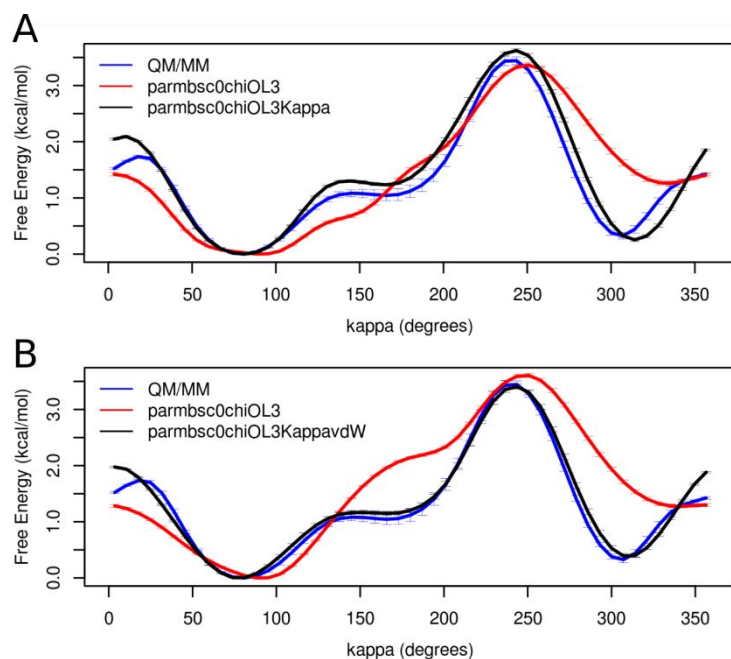 A
Free Energy (kcal/mol)
3.0
2.0
1.0
0.0
QM/MM
parmbsc0chiOL3
parmbsc0chiOL3Kappa
0 50 100 150 200 250 300 350
kappa (degrees)
B
Free Energy (kcal/mol)
3.0
2.0
1.0
0.0
QM/MM
parmbsc0chiOL3
parmbsc0chiOL3KappavdW
0 50 100 150 200 250 300 350
kappa (degrees)